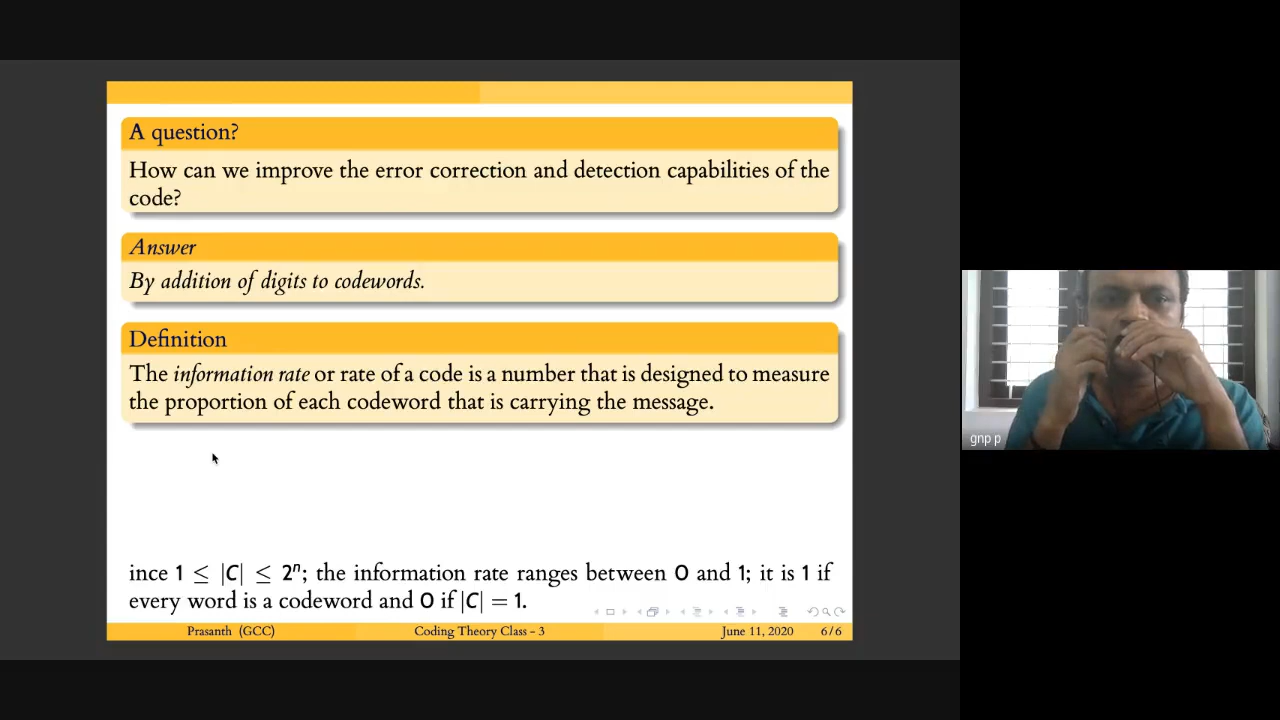 A question?
How can we improve the error correction and detection capabilities of the
code?
Answer
By addition of digits to codewords.
Definition
The information rate or rate of a code is a number that is designed to measure
the proportion of each codeword that is carrying the message.
ince 1 ≤ |C| ≤ 2ⁿ; the information rate ranges between 0 and 1; it is 1 if
every word is a codeword and 0 if |C| = 1.
Prasanth (GCC) Coding Theory Class - 3 June 11, 2020 6/6
gnp p